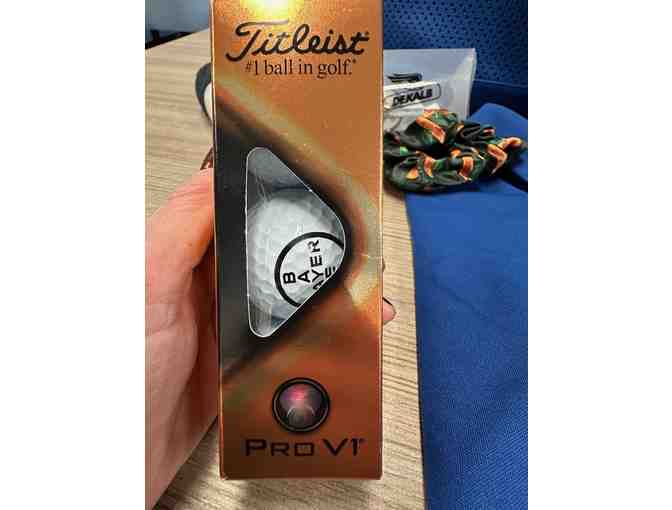 Titleist®
#1 ball in golf.®
DEKALB
B
A
BAYER
E
PRO V1®